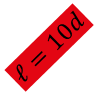 ℓ = 10d